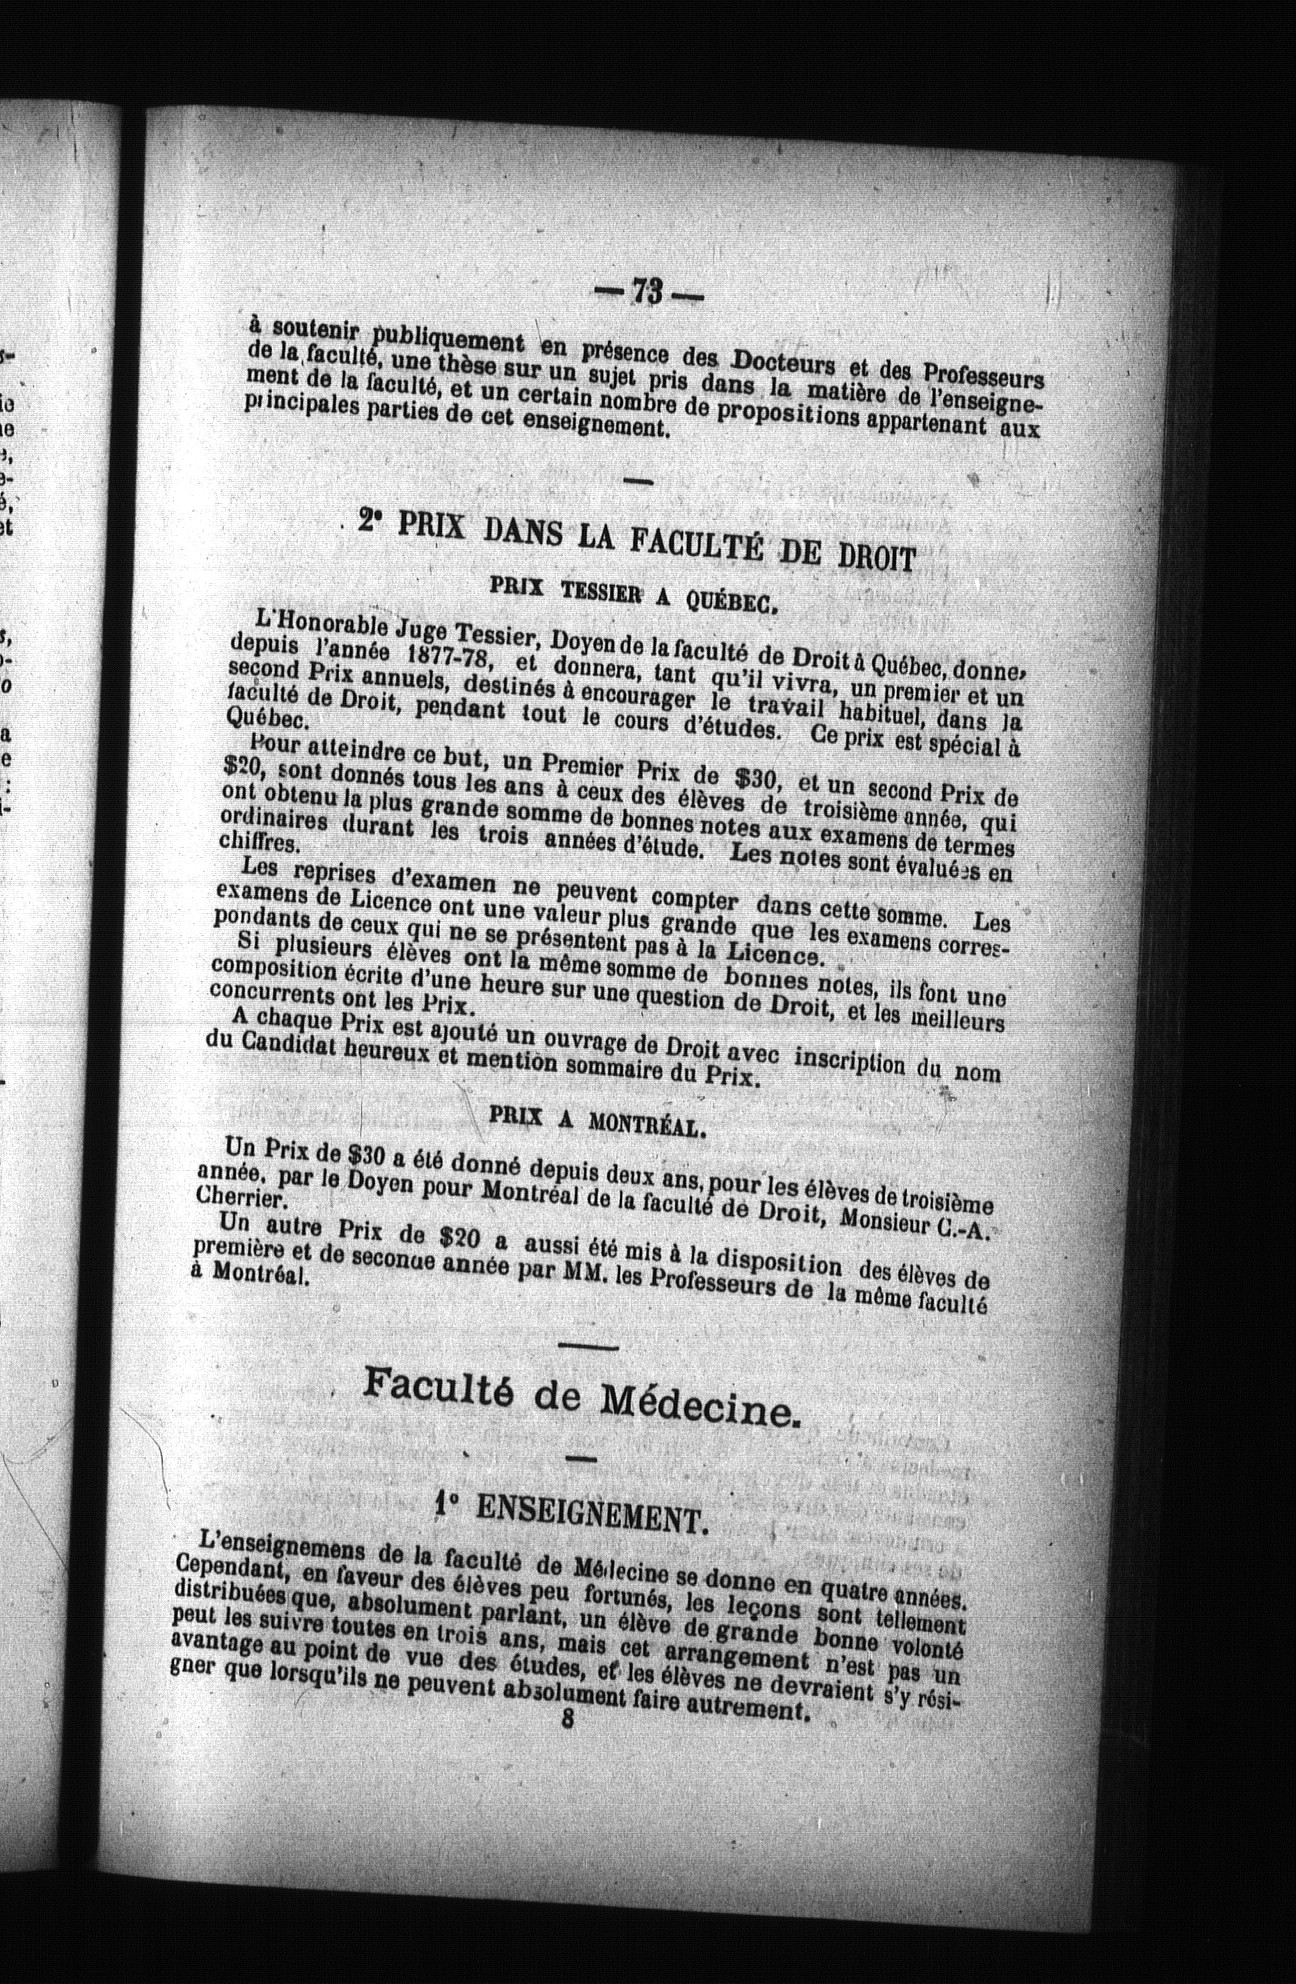 — 73 —
à soutenir publiquement en présence des Docteurs et des Professeurs
de la faculté, une thèse sur un sujet pris dans la matière de l'enseigne-
ment de la faculté, et un certain nombre de propositions appartenant aux
principales parties de cet enseignement.
2° PRIX DANS LA FACULTÉ DE DROIT
PRIX TESSIER A QUÉBEC.
L'Honorable Juge Tessier, Doyen de la faculté de Droit à Québec, donne,
depuis l'année 1877-78, et donnera, tant qu'il vivra, un premier et un
second Prix annuels, destinés à encourager le travail habituel, dans la
faculté de Droit, pendant tout le cours d'études. Ce prix est spécial à
Québec.
Pour atteindre ce but, un Premier Prix de $30, et un second Prix de
$20, sont donnés tous les ans à ceux des élèves de troisième année, qui
ont obtenu la plus grande somme de bonnes notes aux examens de termes
ordinaires durant les trois années d'étude. Les notes sont évaluées en
chiffres.
Les reprises d'examen ne peuvent compter dans cette somme. Les
examens de Licence ont une valeur plus grande que les examens corres-
pondants de ceux qui ne se présentent pas à la Licence.
Si plusieurs élèves ont la même somme de bonnes notes, ils font une
composition écrite d'une heure sur une question de Droit, et les meilleurs
concurrents ont les Prix.
A chaque Prix est ajouté un ouvrage de Droit avec inscription du nom
du Candidat heureux et mention sommaire du Prix.
PRIX A MONTRÉAL.
Un Prix de $30 a été donné depuis deux ans, pour les élèves de troisième
année, par le Doyen pour Montréal de la faculté de Droit, Monsieur C.-A.
Cherrier.
Un autre Prix de $20 a aussi été mis à la disposition des élèves de
première et de seconde année par MM. les Professeurs de la même faculté
à Montréal.
Faculté de Médecine.
1° ENSEIGNEMENT.
L'enseignemens de la faculté de Médecine se donne en quatre années.
Cependant, en faveur des élèves peu fortunés, les leçons sont tellement
distribuées que, absolument parlant, un élève de grande bonne volonté
peut les suivre toutes en trois ans, mais cet arrangement n'est pas un
avantage au point de vue des études, et les élèves ne devraient s'y rési-
gner que lorsqu'ils ne peuvent absolument faire autrement.
8